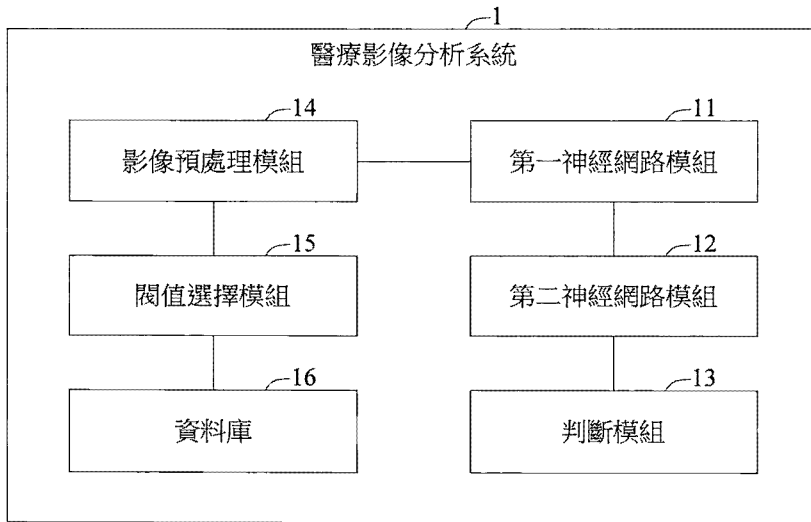 1
醫療影像分析系統
14
影像預處理模組
11
第一神經網路模組
15
閥值選擇模組
12
第二神經網路模組
16
資料庫
13
判斷模組